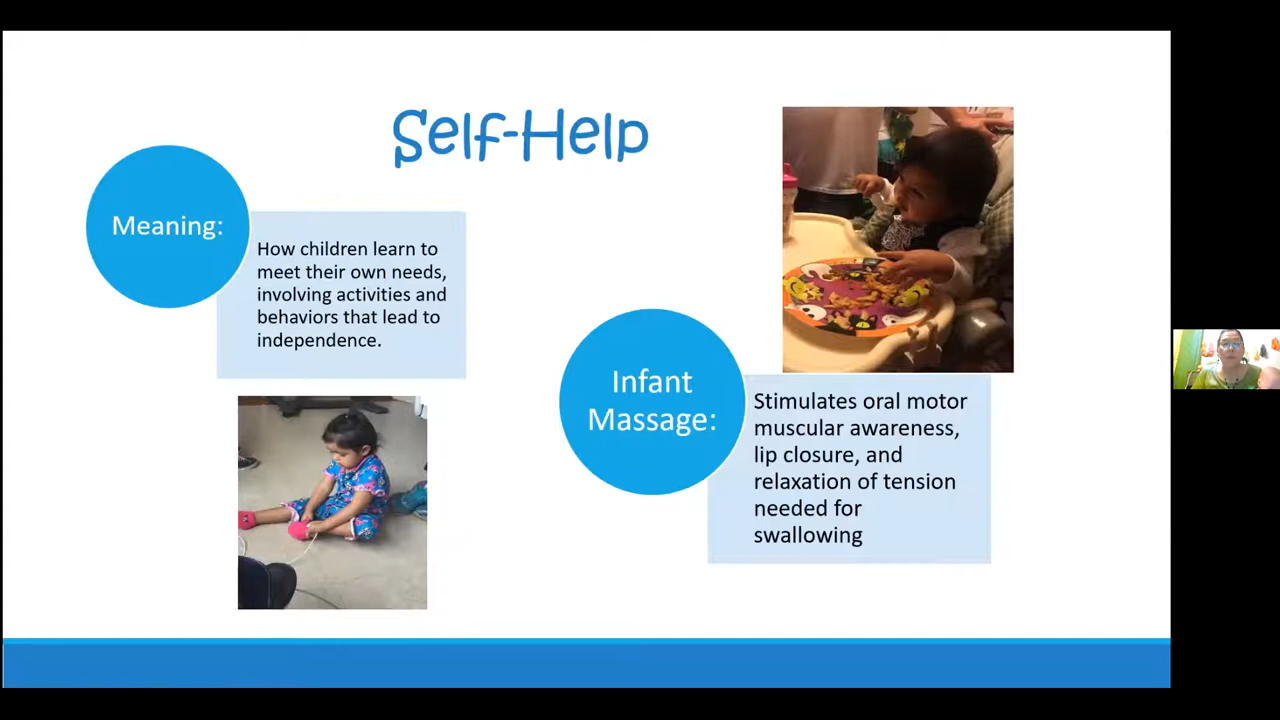 Self-Help
Meaning:
How children learn to
meet their own needs,
involving activities and
behaviors that lead to
independence.
Infant
Massage:
Stimulates oral motor
muscular awareness,
lip closure, and
relaxation of tension
needed for
swallowing